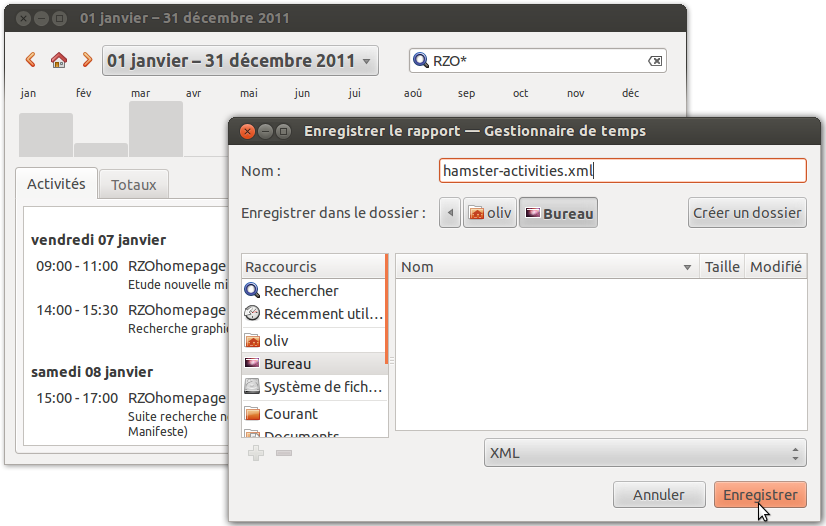 01 janvier – 31 décembre 2011
01 janvier – 31 décembre 2011
RZO*
jan fév mar avr mai jun jui aoû sep oct nov déc
Activités Totaux
vendredi 07 janvier
09:00 - 11:00 RZOhomepage
Etude nouvelle mi
14:00 - 15:30 RZOhomepage
Recherche graphi
samedi 08 janvier
15:00 - 17:00 RZOhomepage
Suite recherche n
Manifeste)
Enregistrer le rapport — Gestionnaire de temps
Nom : hamster-activities.xml
Enregistrer dans le dossier : oliv Bureau Créer un dossier
Raccourcis
Rechercher
Récemment util...
oliv
Bureau
Système de fich...
Courant
Documents
Nom Taille Modifié
XML
Annuler Enregistrer